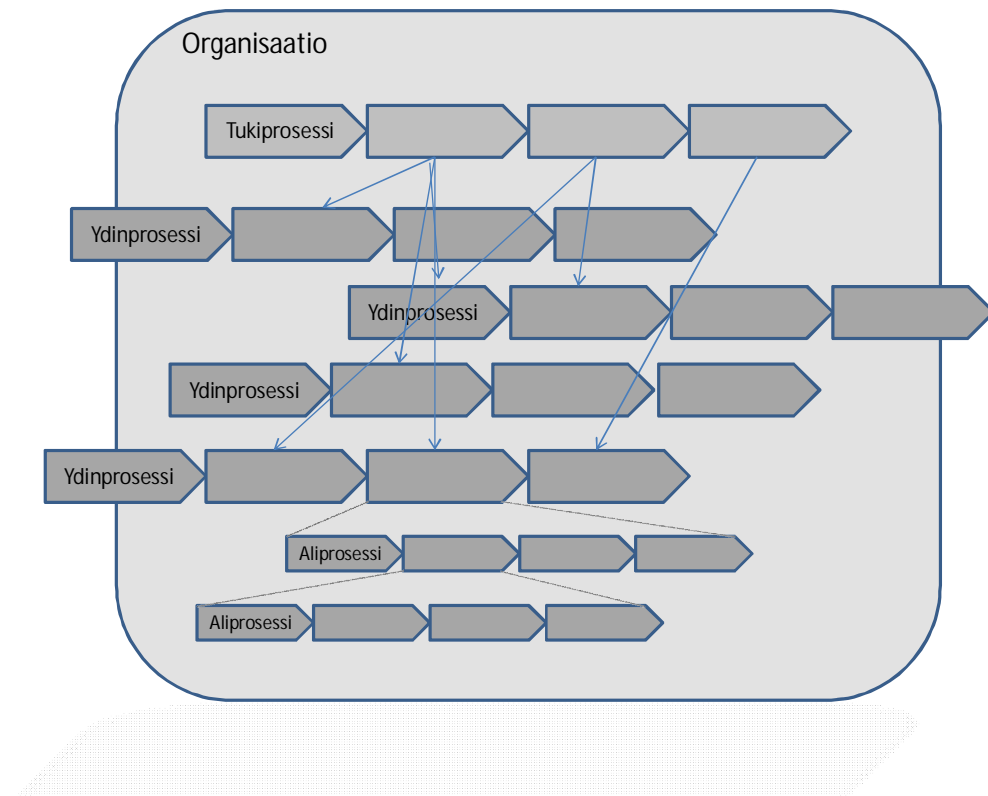 Organisaatio
Tukiprosessi
Ydinprosessi
Ydinprosessi
Ydinprosessi
Ydinprosessi
Aliprosessi
Aliprosessi